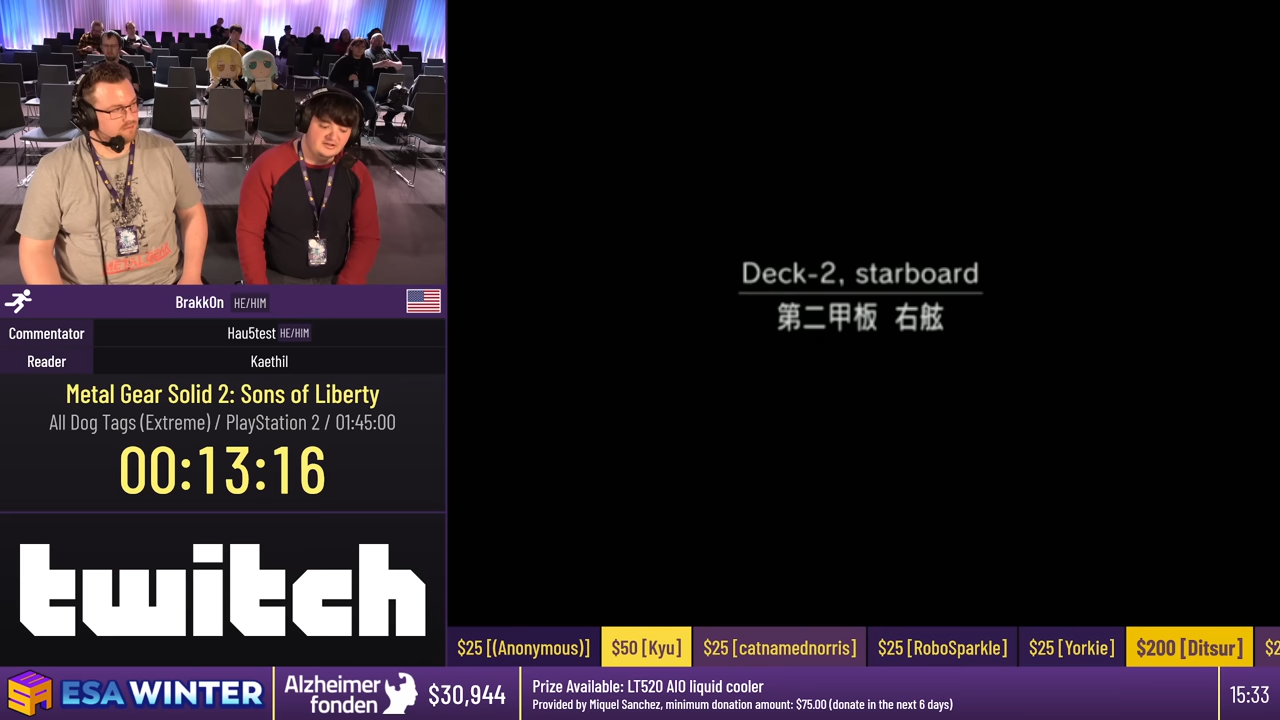 METAL GEAR
BrakkOn HE/HIM
Commentator
Hau5test HE/HIM
Reader
Kaethil
Metal Gear Solid 2: Sons of Liberty
All Dog Tags (Extreme) / PlayStation 2 / 01:45:00
00:13:16
twitch
Deck-2, starboard
第二甲板 右舷
$25 [(Anonymous)] $50 [Kyu] $25 [catnamednorris] $25 [RoboSparkle] $25 [Yorkie] $200 [Ditsur]
ESA WINTER
Alzheimer
fonden
$30,944
Prize Available: LT520 AIO liquid cooler
Provided by Miquel Sanchez, minimum donation amount: $75.00 (donate in the next 6 days)
15:33